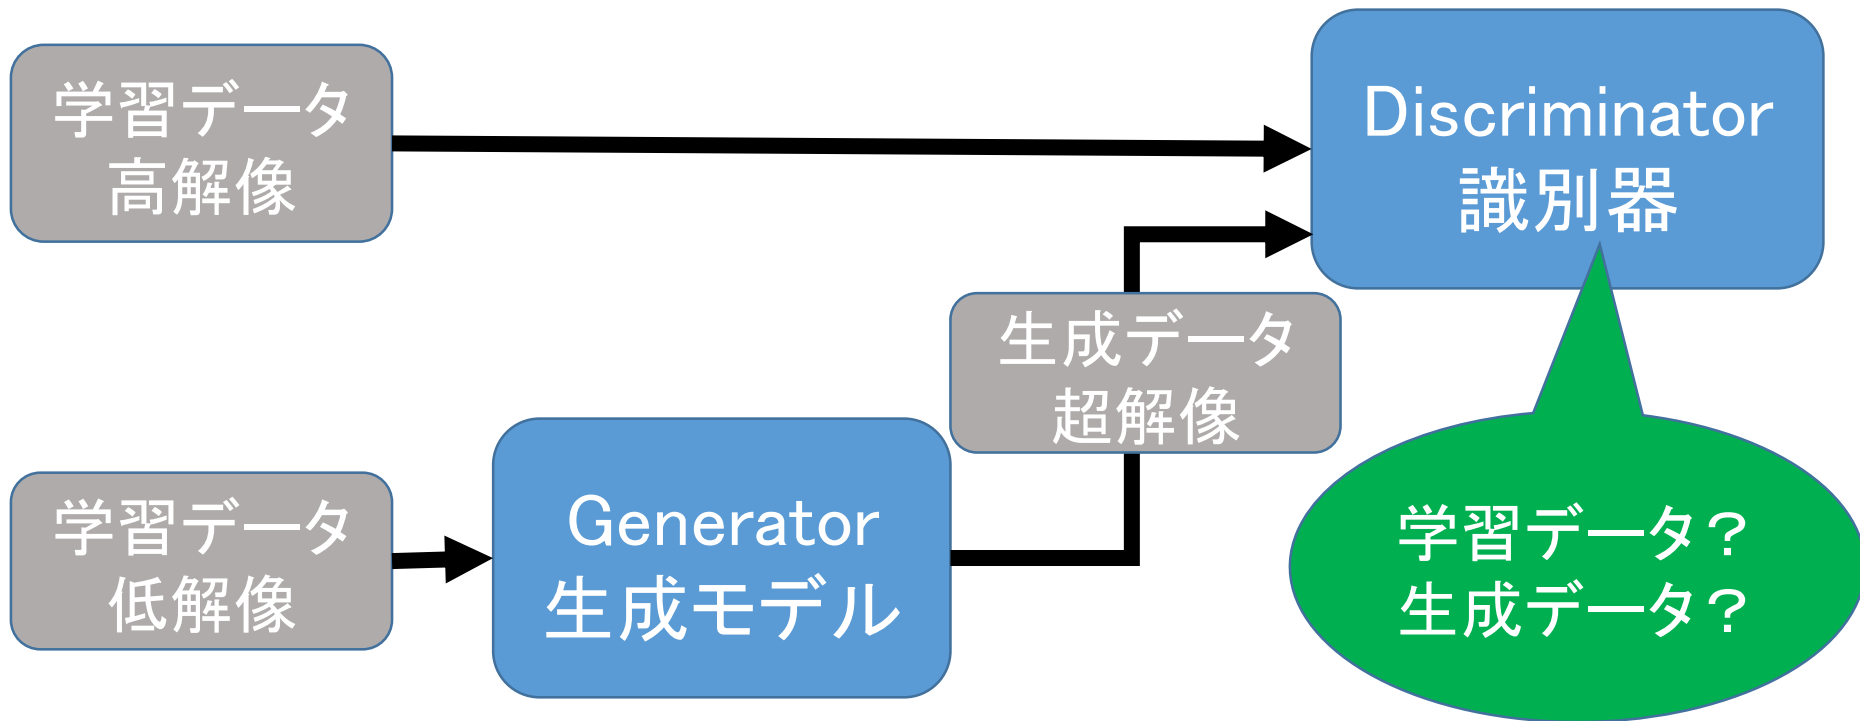 学習データ
高解像
Discriminator
識別器
生成データ
超解像
学習データ
低解像
Generator
生成モデル
学習データ？
生成データ？